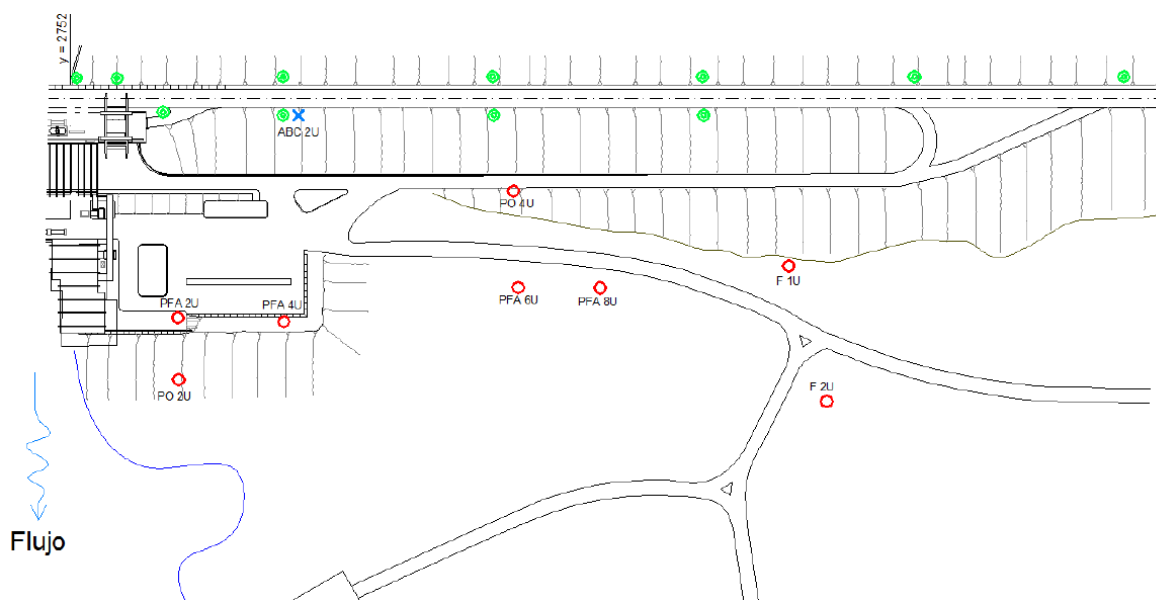 y = 2752
ABC 2U
PO 4U
F 1U
PFA 6U
PFA 8U
PFA 2U
PFA 4U
PO 2U
F 2U
Flujo